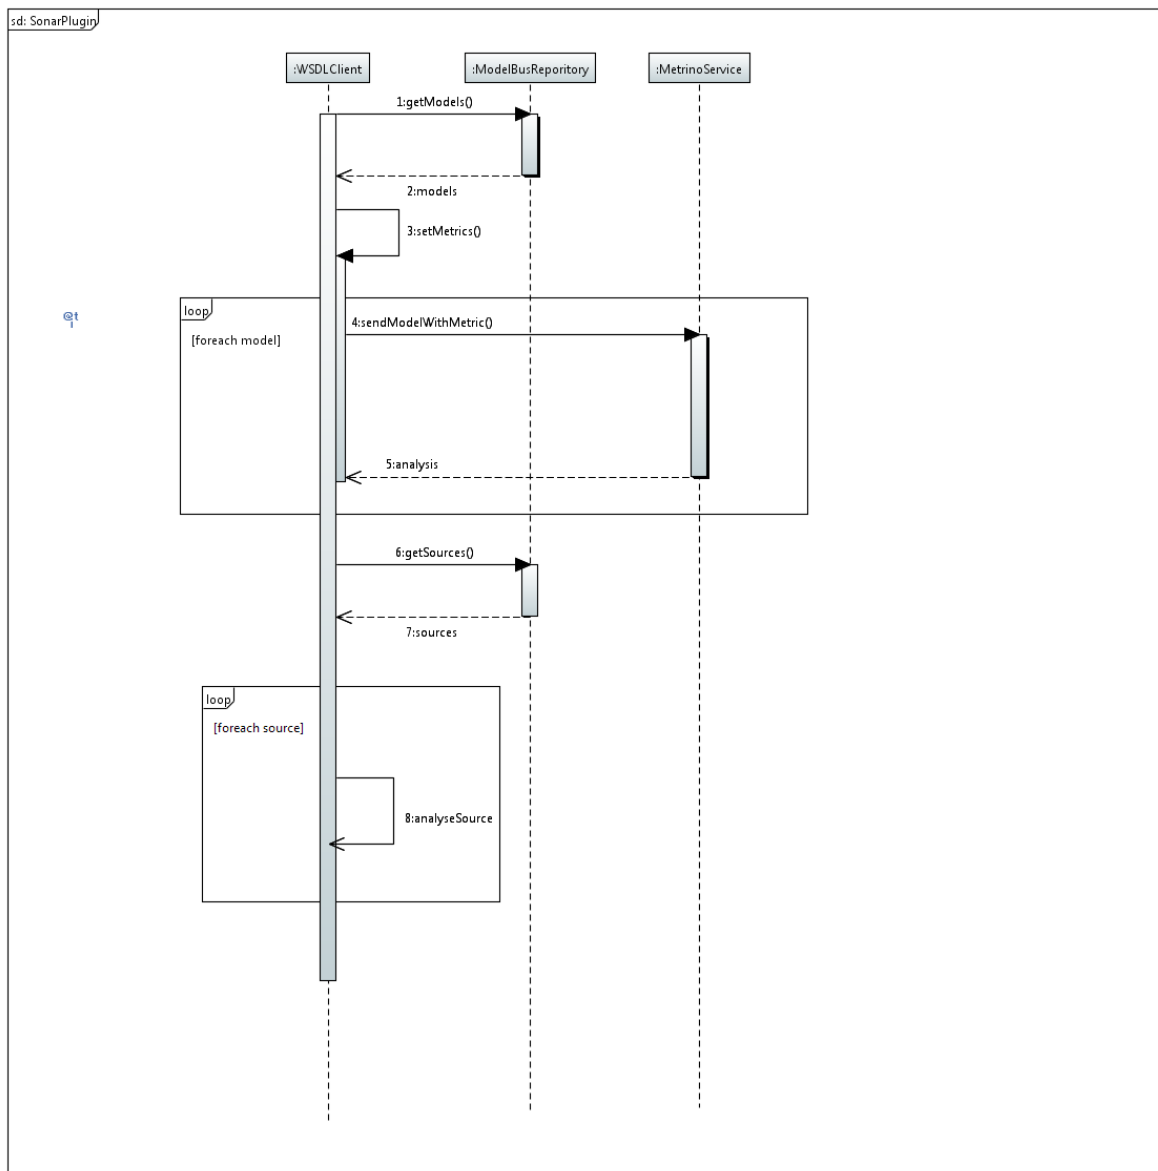 sd: SonarPlugin
:WSDLClient
:ModelBusReporitory
:MetrinoService
1:getModels()
2:models
3:setMetrics()
loop
[foreach model]
4:sendModelWithMetric()
5:analysis
6:getSources()
7:sources
loop
[foreach source]
8:analyseSource